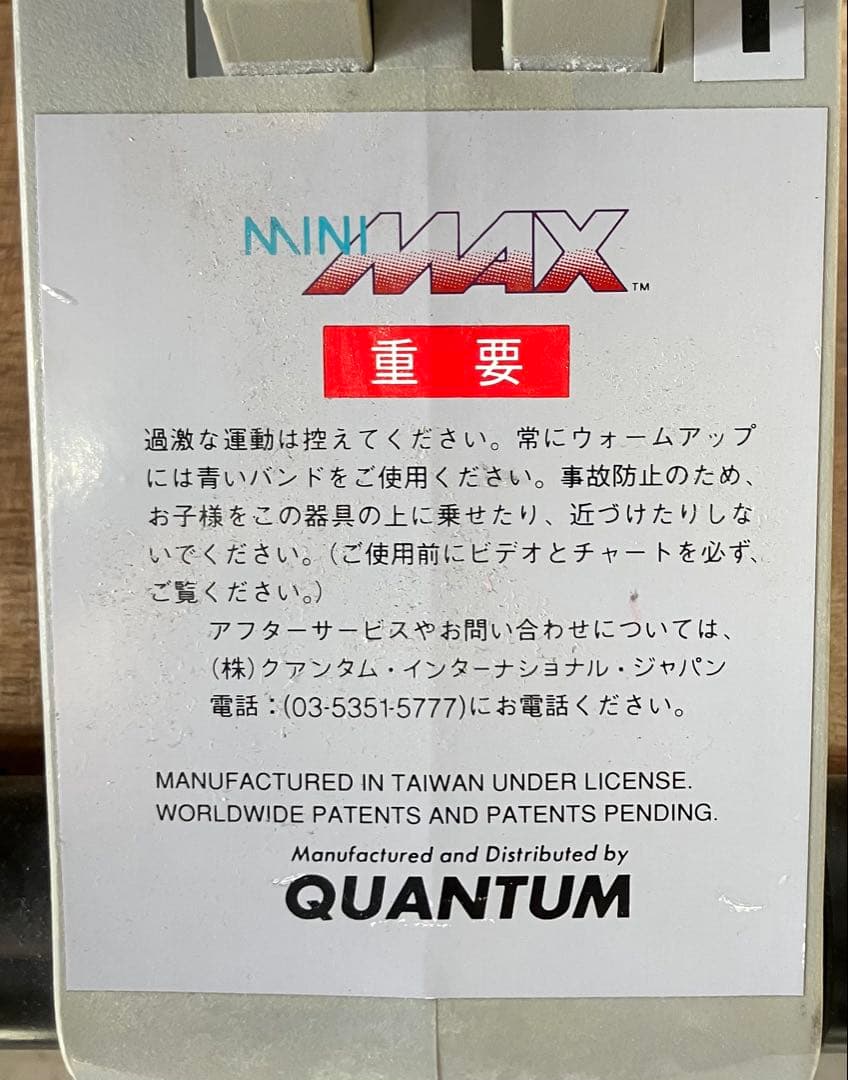 MINI MAX™
重 要
過激な運動は控えてください。常にウォームアップ
には青いバンドをご使用ください。事故防止のため、
お子様をこの器具の上に乗せたり、近づけたりしな
いでください。(ご使用前にビデオとチャートを必ず、
ご覧ください。)
アフターサービスやお問い合わせについては、
(株)クアンタム・インターナショナル・ジャパン
電話:(03-5351-5777)にお電話ください。
MANUFACTURED IN TAIWAN UNDER LICENSE.
WORLDWIDE PATENTS AND PATENTS PENDING.
Manufactured and Distributed by
QUANTUM